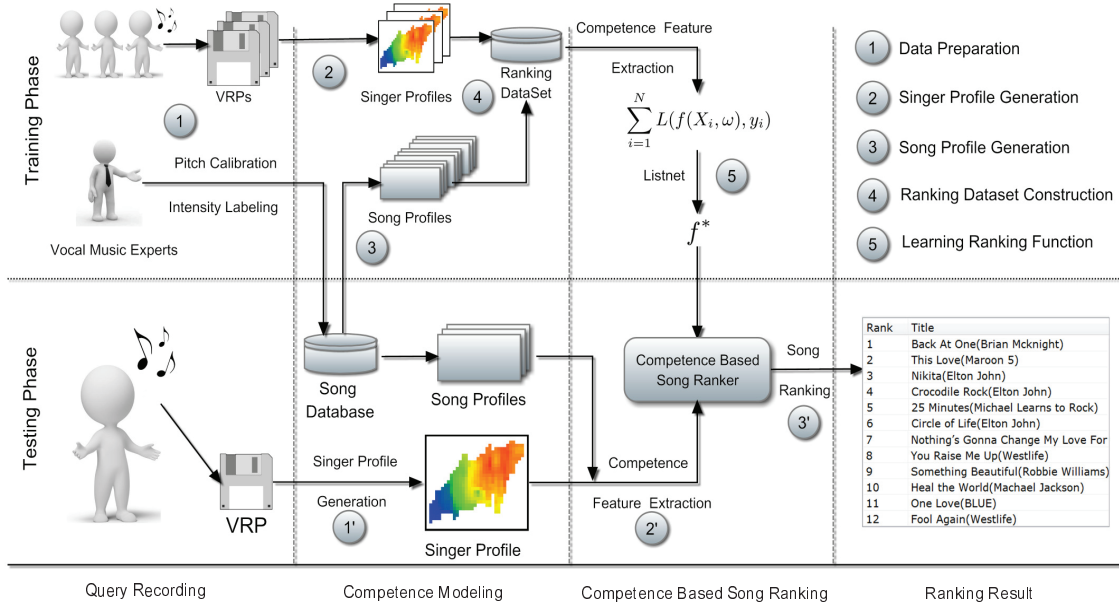 Training Phase
VRPs
1
Pitch Calibration
Intensity Labeling
Vocal Music Experts
2
Singer Profiles
4
Ranking
DataSet
Song Profiles
3
Competence Feature
Extraction
\sum_{i=1}^{N} L(f(X_i, ω), y_i)
Listnet
5
f*
1 Data Preparation
2 Singer Profile Generation
3 Song Profile Generation
4 Ranking Dataset Construction
5 Learning Ranking Function
Testing Phase
VRP
Song
Database
Song Profiles
Singer Profile
Generation
1'
Singer Profile
Competence Based
Song Ranker
Competence
Feature Extraction
2'
Song
Ranking
3'
Rank Title
1 Back At One(Brian Mcknight)
2 This Love(Maroon 5)
3 Nikita(Elton John)
4 Crocodile Rock(Elton John)
5 25 Minutes(Michael Learns to Rock)
6 Circle of Life(Elton John)
7 Nothing's Gonna Change My Love For
8 You Raise Me Up(Westlife)
9 Something Beautiful(Robbie Williams)
10 Heal the World(Machael Jackson)
11 One Love(BLUE)
12 Fool Again(Westlife)
Query Recording
Competence Modeling
Competence Based Song Ranking
Ranking Result